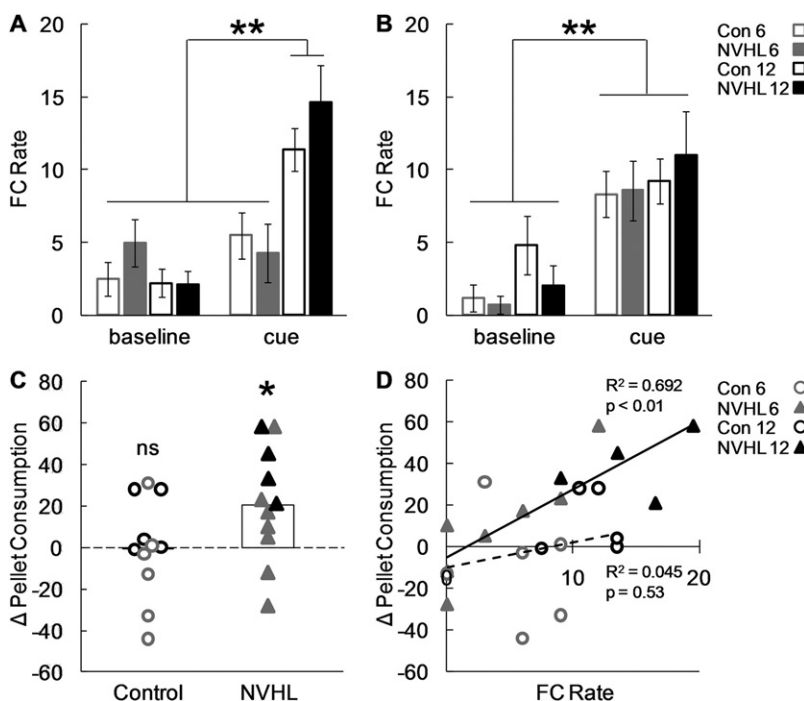 A
B
20
15
10
5
0
FC Rate
**
baseline
cue
20
15
10
5
0
FC Rate
**
baseline
cue
Con 6
NVHL 6
Con 12
NVHL 12
C
D
80
60
40
20
0
-20
-40
-60
Δ Pellet Consumption
ns
*
Control
NVHL
80
60
40
20
0
-20
-40
-60
Δ Pellet Consumption
R² = 0.692
p < 0.01
0
10
20
R² = 0.045
p = 0.53
FC Rate
Con 6
NVHL 6
Con 12
NVHL 12